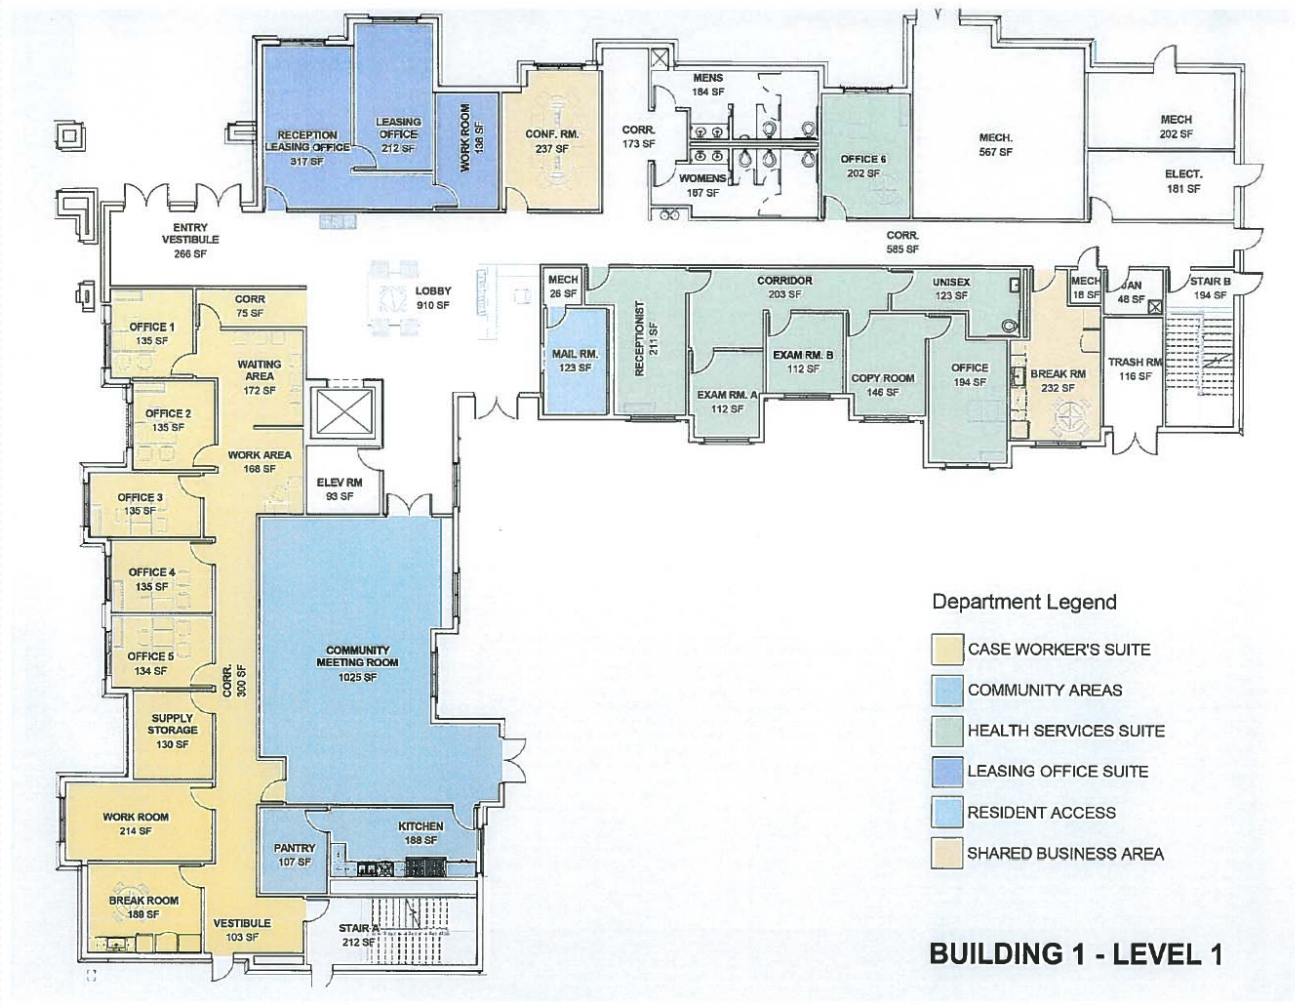 MENS
184 SF
RECEPTION
LEASING OFFICE
317 SF
LEASING
OFFICE
212 SF
WORK ROOM
136 SF
CONF. RM.
237 SF
CORR.
173 SF
WOMENS
187 SF
OFFICE 6
202 SF
MECH.
567 SF
MECH
202 SF
ELECT.
181 SF
ENTRY
VESTIBULE
266 SF
CORR.
585 SF
LOBBY
910 SF
MECH
26 SF
RECEPTIONIST
211 SF
CORRIDOR
203 SF
UNISEX
123 SF
MECH
18 SF
JAN
48 SF
STAIR B
194 SF
CORR
75 SF
OFFICE 1
135 SF
WAITING
AREA
172 SF
MAIL RM.
123 SF
EXAM RM. B
112 SF
EXAM RM. A
112 SF
COPY ROOM
146 SF
OFFICE
194 SF
BREAK RM
232 SF
TRASH RM
116 SF
OFFICE 2
135 SF
WORK AREA
168 SF
ELEV RM
93 SF
OFFICE 3
135 SF
OFFICE 4
135 SF
OFFICE 5
134 SF
CORR.
300 SF
COMMUNITY
MEETING ROOM
1025 SF
SUPPLY
STORAGE
130 SF
WORK ROOM
214 SF
PANTRY
107 SF
KITCHEN
188 SF
BREAK ROOM
189 SF
VESTIBULE
103 SF
STAIR A
212 SF
Department Legend
CASE WORKER'S SUITE
COMMUNITY AREAS
HEALTH SERVICES SUITE
LEASING OFFICE SUITE
RESIDENT ACCESS
SHARED BUSINESS AREA
BUILDING 1 - LEVEL 1